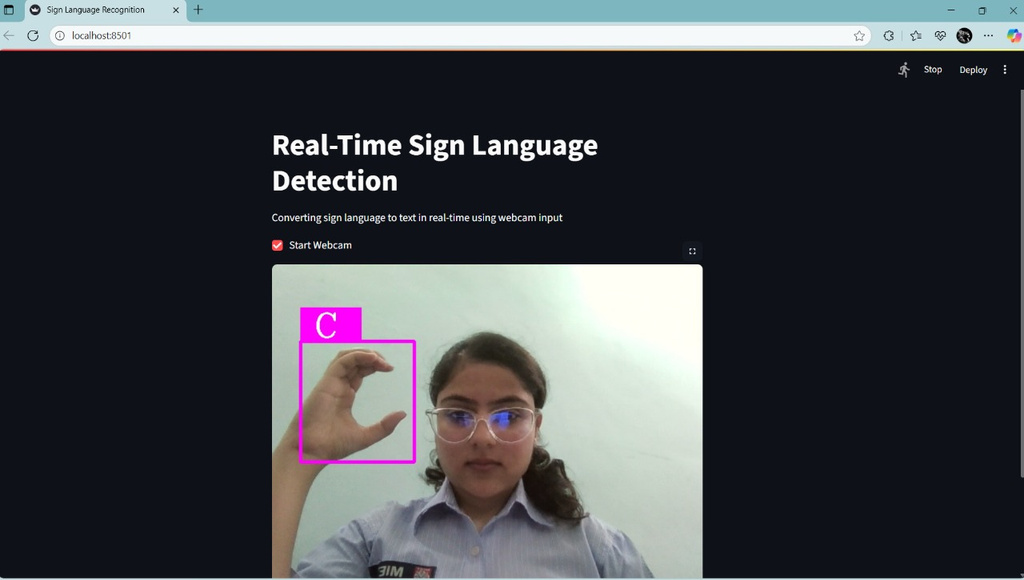 Sign Language Recognition
localhost:8501
Stop Deploy
Real-Time Sign Language
Detection
Converting sign language to text in real-time using webcam input
Start Webcam
C
MIE